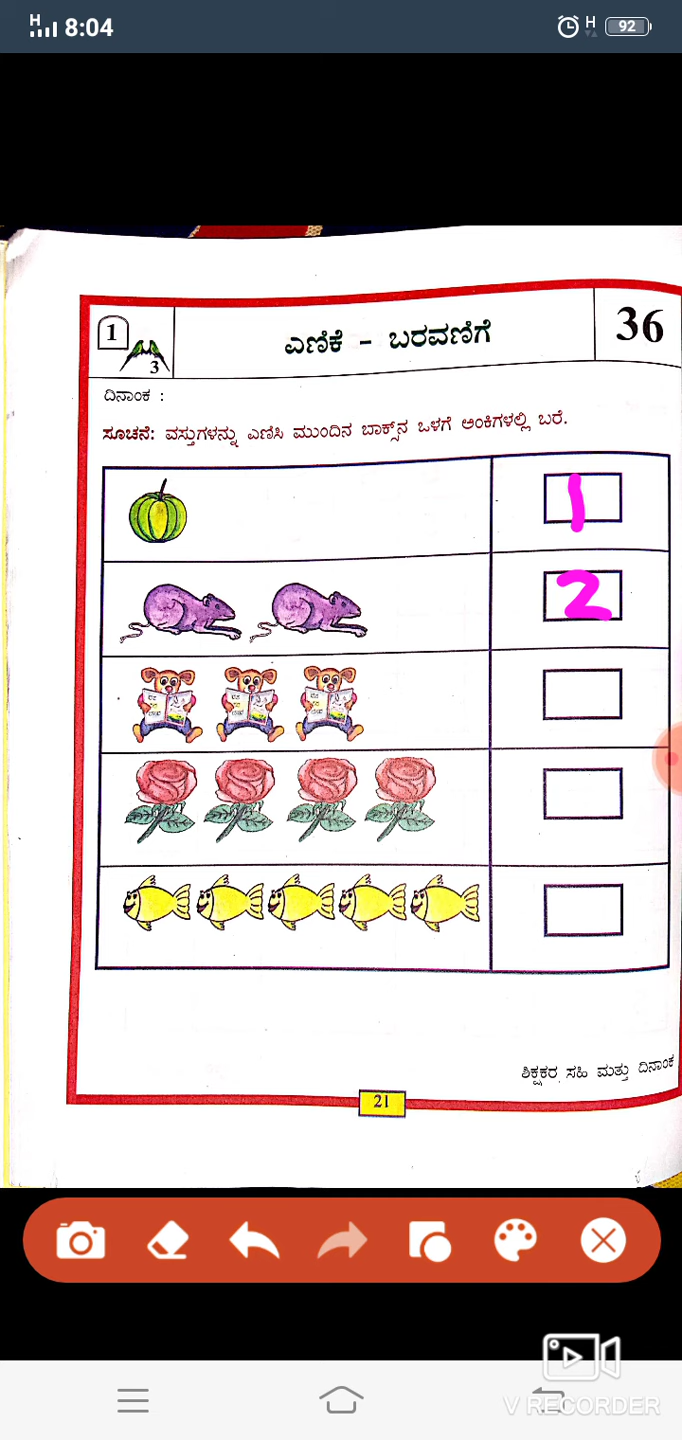 H 8:04 H 92
1 3 ಎಣಿಕೆ - ಬರವಣಿಗೆ 36
ದಿನಾಂಕ :
ಸೂಚನೆ: ವಸ್ತುಗಳನ್ನು ಎಣಿಸಿ ಮುಂದಿನ ಬಾಕ್ಸ್‌ನ ಒಳಗೆ ಅಂಕಿಗಳಲ್ಲಿ ಬರೆ.
1
2
ಶಿಕ್ಷಕರ ಸಹಿ ಮತ್ತು ದಿನಾಂಕ
21
V RECORDER